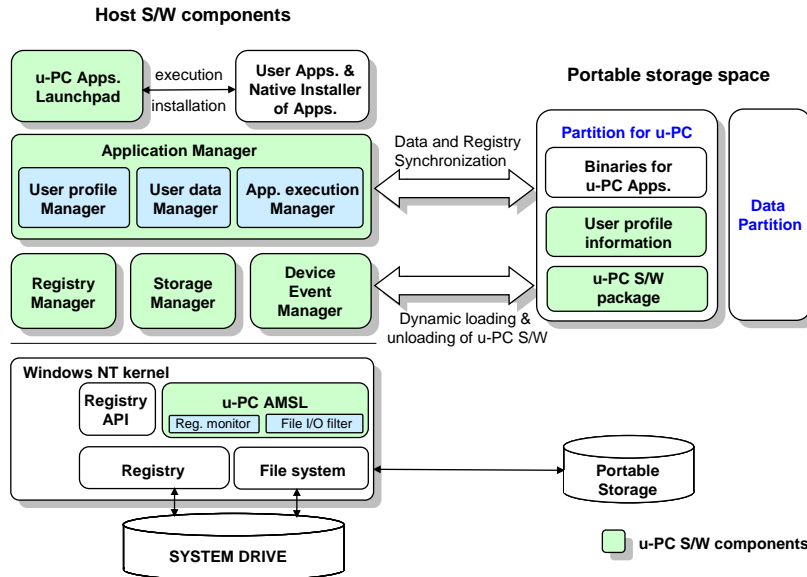 Host S/W components
u-PC Apps.
Launchpad
execution
installation
User Apps. &
Native Installer
of Apps.
Portable storage space
Application Manager
User profile
Manager
User data
Manager
App. execution
Manager
Data and Registry
Synchronization
Partition for u-PC
Binaries for
u-PC Apps.
User profile
information
u-PC S/W
package
Data
Partition
Registry
Manager
Storage
Manager
Device
Event
Manager
Dynamic loading &
unloading of u-PC S/W
Windows NT kernel
Registry
API
u-PC AMSL
Reg. monitor
File I/O filter
Registry
File system
Portable
Storage
SYSTEM DRIVE
u-PC S/W components